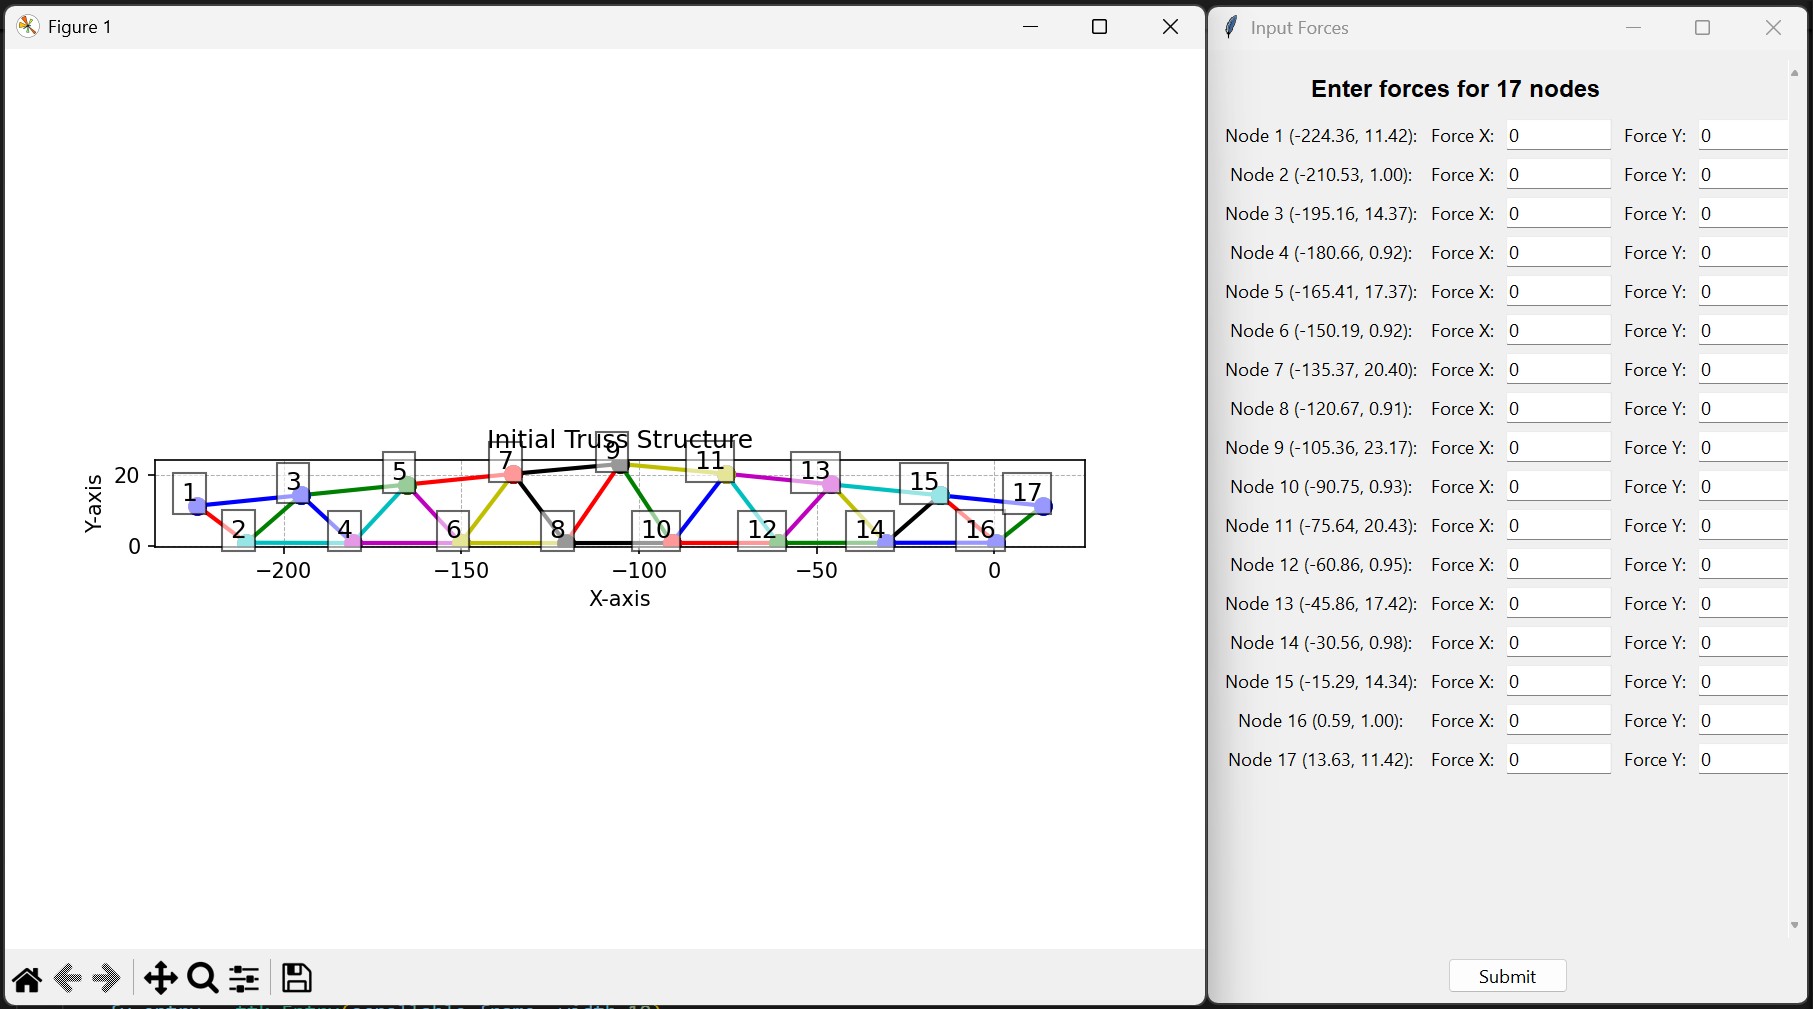 Figure 1
Initial Truss Structure
Y-axis
20
0
1
2
3
4
5
6
7
8
9
10
11
12
13
14
15
16
17
−200
−150
−100
−50
0
X-axis
Input Forces
Enter forces for 17 nodes
Node 1 (-224.36, 11.42): Force X: 0 Force Y: 0
Node 2 (-210.53, 1.00): Force X: 0 Force Y: 0
Node 3 (-195.16, 14.37): Force X: 0 Force Y: 0
Node 4 (-180.66, 0.92): Force X: 0 Force Y: 0
Node 5 (-165.41, 17.37): Force X: 0 Force Y: 0
Node 6 (-150.19, 0.92): Force X: 0 Force Y: 0
Node 7 (-135.37, 20.40): Force X: 0 Force Y: 0
Node 8 (-120.67, 0.91): Force X: 0 Force Y: 0
Node 9 (-105.36, 23.17): Force X: 0 Force Y: 0
Node 10 (-90.75, 0.93): Force X: 0 Force Y: 0
Node 11 (-75.64, 20.43): Force X: 0 Force Y: 0
Node 12 (-60.86, 0.95): Force X: 0 Force Y: 0
Node 13 (-45.86, 17.42): Force X: 0 Force Y: 0
Node 14 (-30.56, 0.98): Force X: 0 Force Y: 0
Node 15 (-15.29, 14.34): Force X: 0 Force Y: 0
Node 16 (0.59, 1.00): Force X: 0 Force Y: 0
Node 17 (13.63, 11.42): Force X: 0 Force Y: 0
Submit